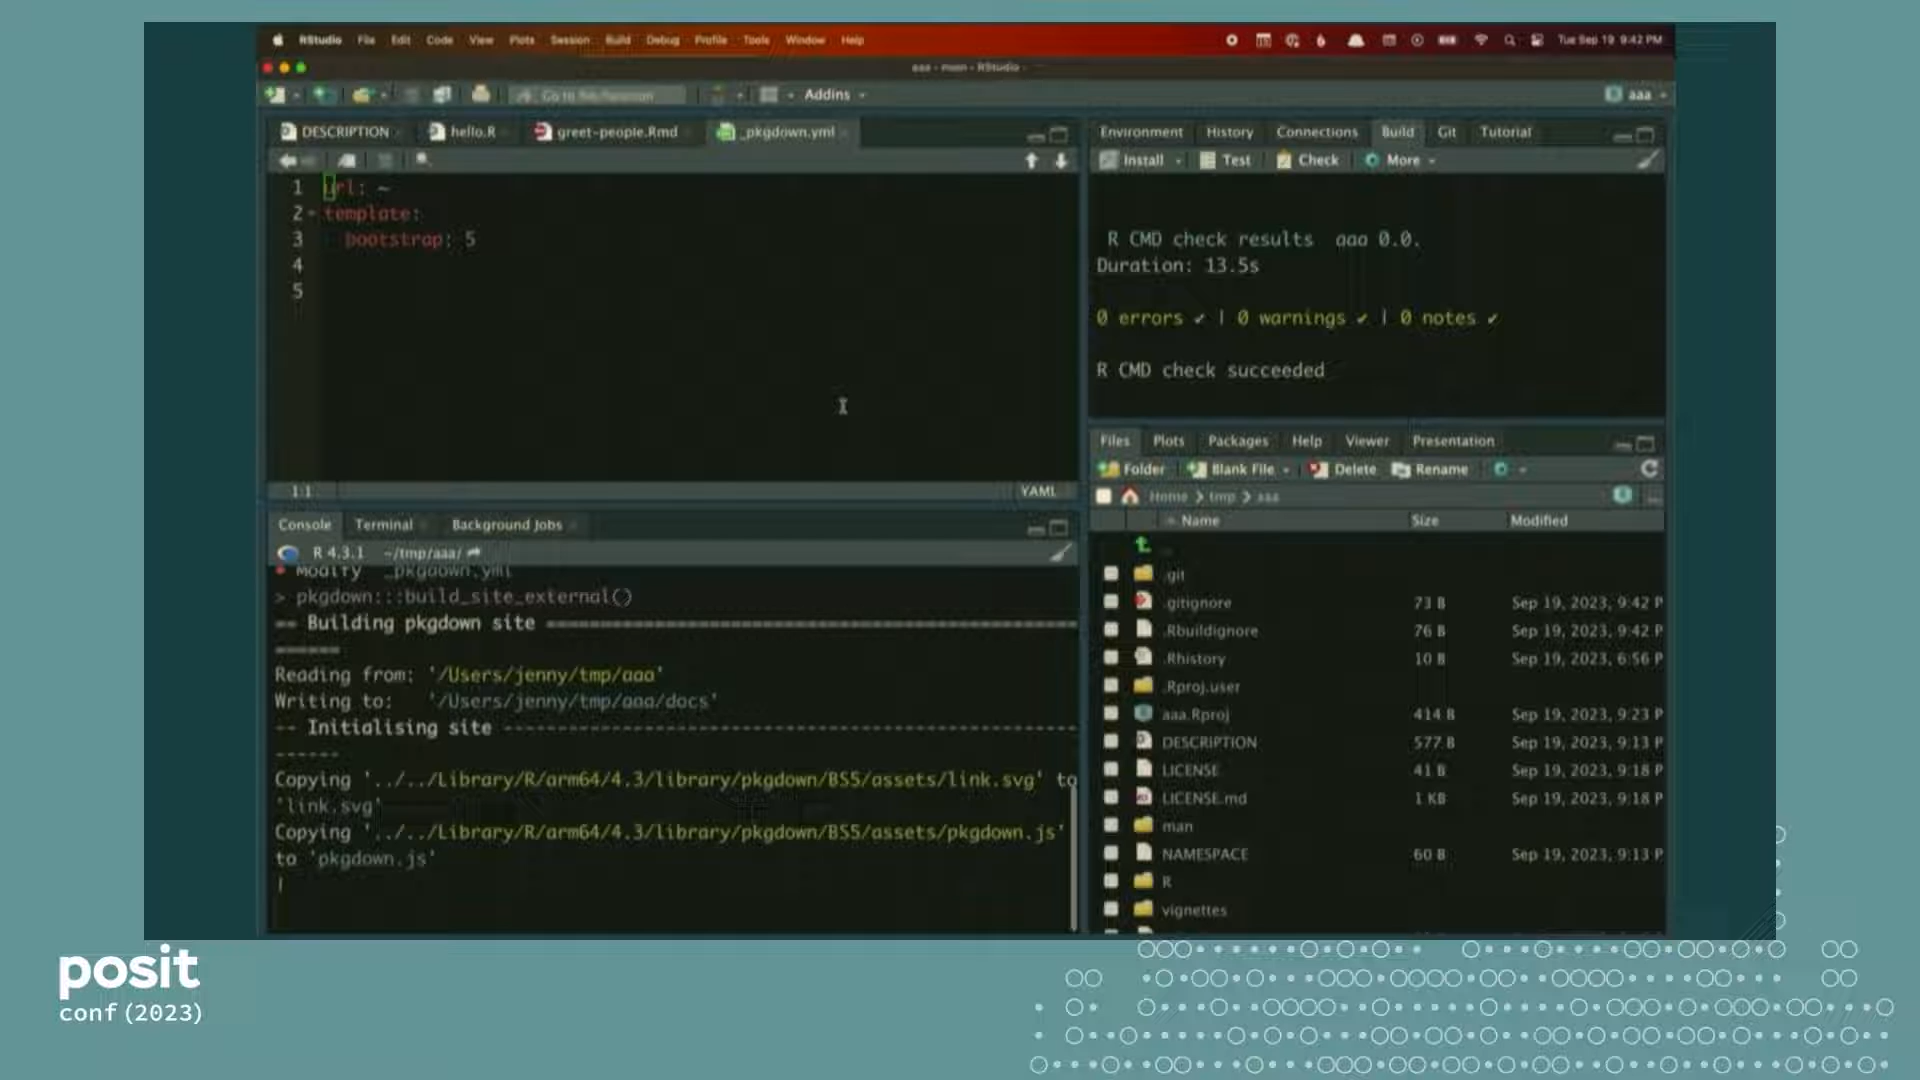 RStudio File Edit Code View Plots Session Build Debug Profile Tools Window Help
Tue Sep 19 9:42 PM
aaa - main - RStudio
Go to file/function
Addins
aaa
DESCRIPTION
hello.R
greet-people.Rmd
_pkgdown.yml
1 url: ~
2 template:
3 bootstrap: 5
4
5
1:1
YAML
Environment History Connections Build Git Tutorial
Install Test Check More
R CMD check results aaa 0.0.
Duration: 13.5s
0 errors ✔ | 0 warnings ✔ | 0 notes ✔
R CMD check succeeded
Console Terminal Background Jobs
R 4.3.1 ~/tmp/aaa/
• Modify _pkgdown.yml
> pkgdown:::build_site_external()
== Building pkgdown site ==================================================
======
Reading from: '/Users/jenny/tmp/aaa'
Writing to: '/Users/jenny/tmp/aaa/docs'
-- Initialising site ------------------------------------------------------
------
Copying '../../Library/R/arm64/4.3/library/pkgdown/BS5/assets/link.svg' to
'link.svg'
Copying '../../Library/R/arm64/4.3/library/pkgdown/BS5/assets/pkgdown.js'
to 'pkgdown.js'
Files Plots Packages Help Viewer Presentation
Folder Blank File Delete Rename
Home > tmp > aaa
Name Size Modified
..
.git
.gitignore 73 B Sep 19, 2023, 9:42 P
.Rbuildignore 76 B Sep 19, 2023, 9:42 P
.Rhistory 10 B Sep 19, 2023, 6:56 P
.Rproj.user
aaa.Rproj 414 B Sep 19, 2023, 9:23 P
DESCRIPTION 577 B Sep 19, 2023, 9:13 P
LICENSE 41 B Sep 19, 2023, 9:18 P
LICENSE.md 1 KB Sep 19, 2023, 9:18 P
man
NAMESPACE 60 B Sep 19, 2023, 9:13 P
R
vignettes
posit
conf(2023)